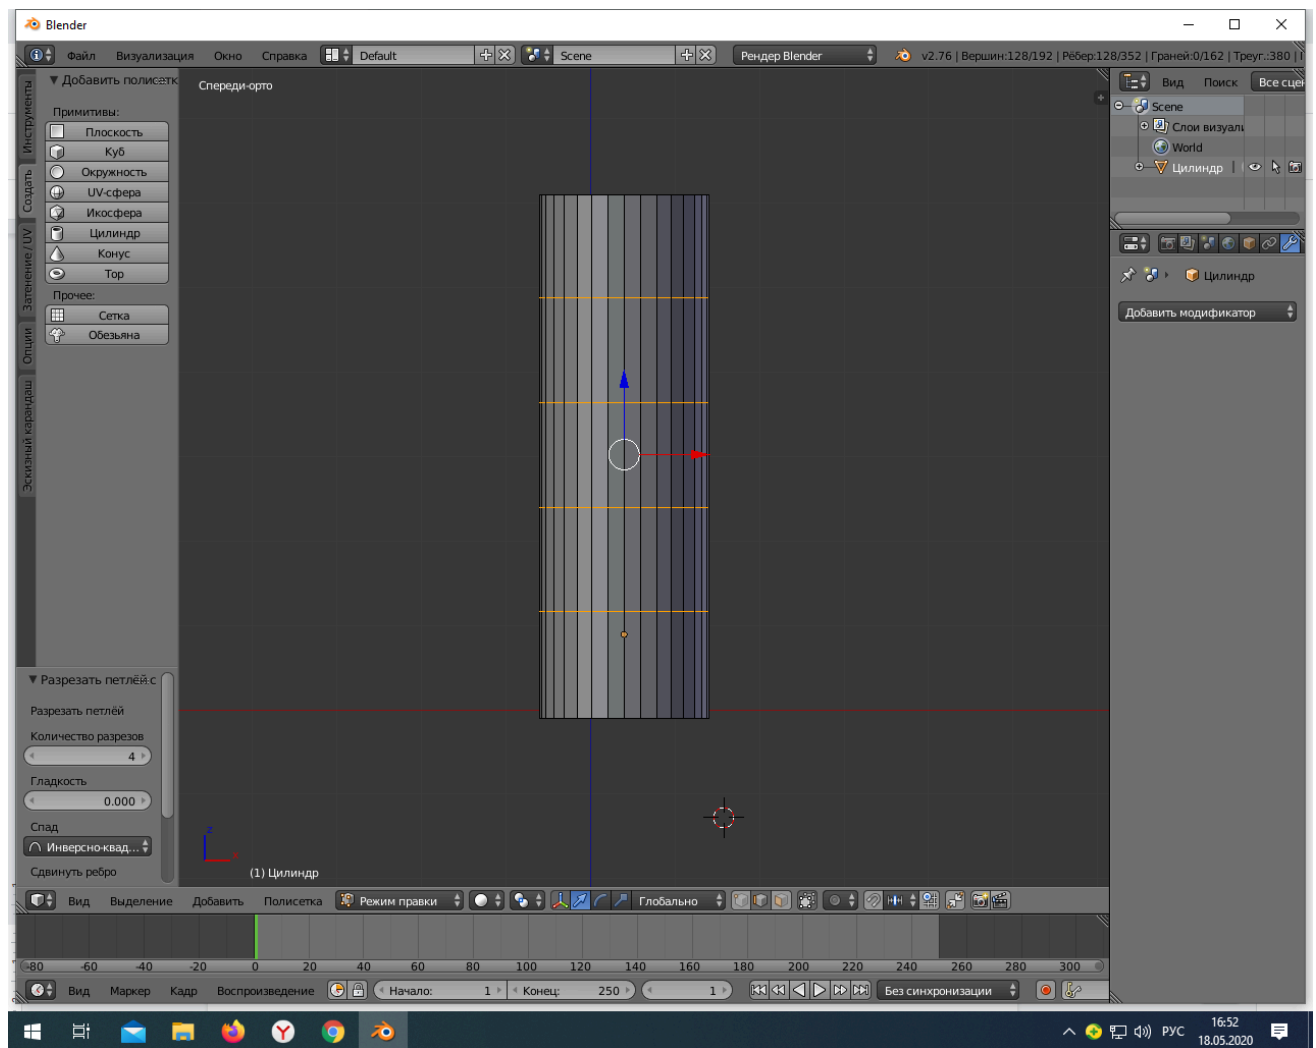 Blender
Файл Визуализация Окно Справка Default Scene Рендер Blender v2.76 | Вершин:128/192 | Рёбер:128/352 | Граней:0/162 | Треуг.:380 |
Добавить полисетк
Спереди-орто
Вид Поиск Все сцен
Примитивы:
Плоскость
Куб
Окружность
UV-сфера
Икосфера
Цилиндр
Конус
Тор
Прочее:
Сетка
Обезьяна
Инструменты
Создать
Затенение / UV
Опции
Эскизный карандаш
Scene
Слои визуали
World
Цилиндр
Цилиндр
Добавить модификатор
Разрезать петлёй с
Разрезать петлёй
Количество разрезов
4
Гладкость
0.000
Спад
Инверсно-квад...
Сдвинуть ребро
z
x
(1) Цилиндр
Вид Выделение Добавить Полисетка Режим правки Глобально
-80 -60 -40 -20 0 20 40 60 80 100 120 140 160 180 200 220 240 260 280 300
Вид Маркер Кадр Воспроизведение Начало: 1 Конец: 250 1 Без синхронизации
РУС
16:52
18.05.2020